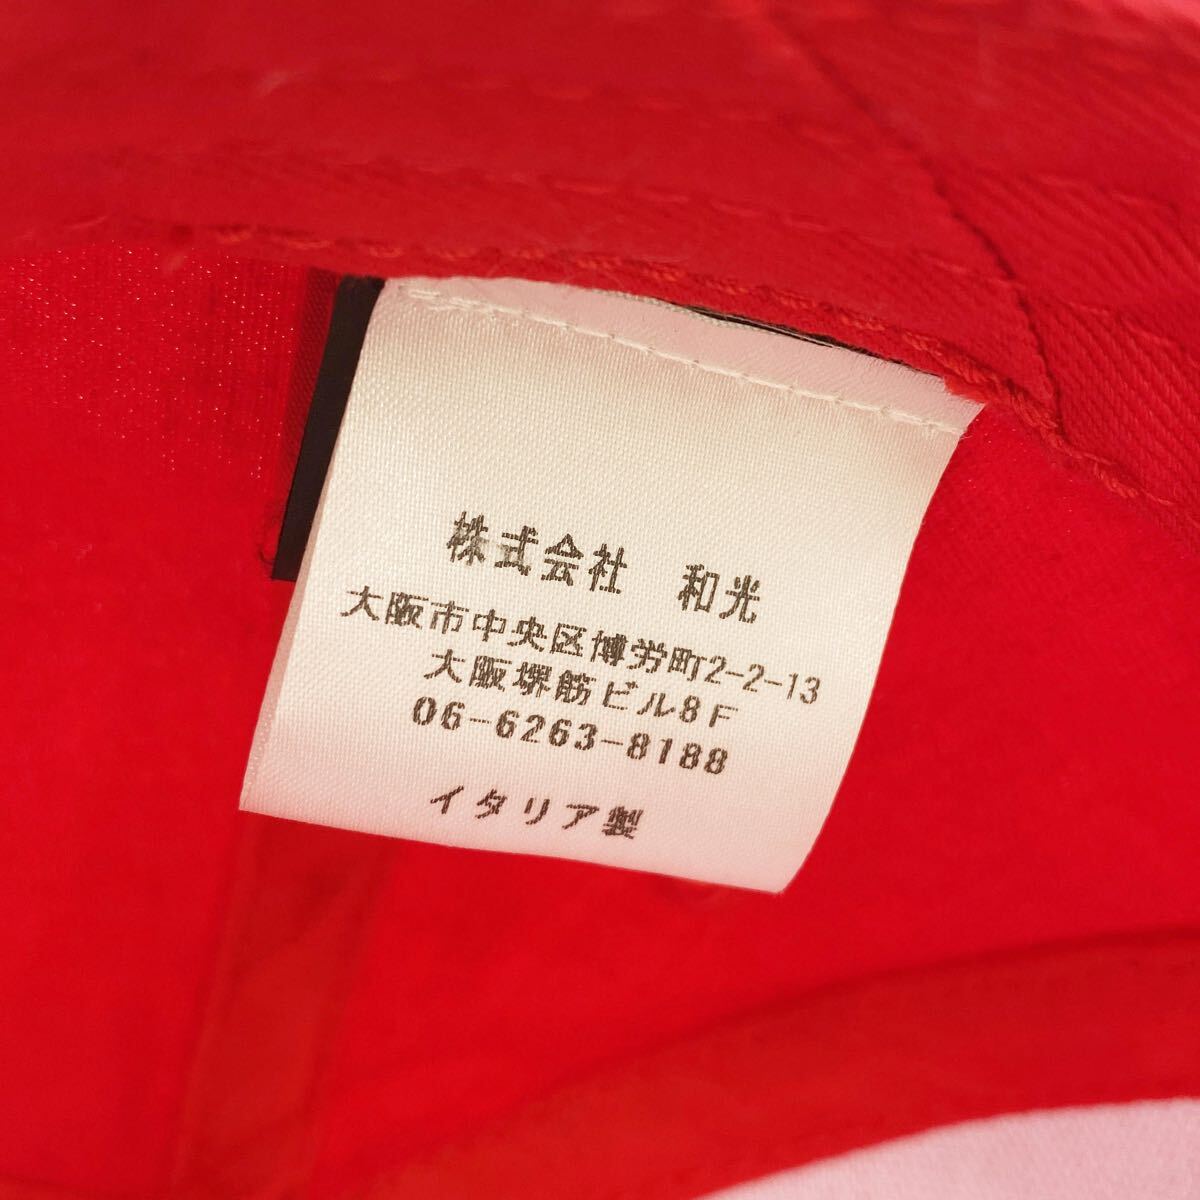 株式会社　和光
大阪市中央区博労町2-2-13
大阪堺筋ビル8F
06-6263-8188
イタリア製